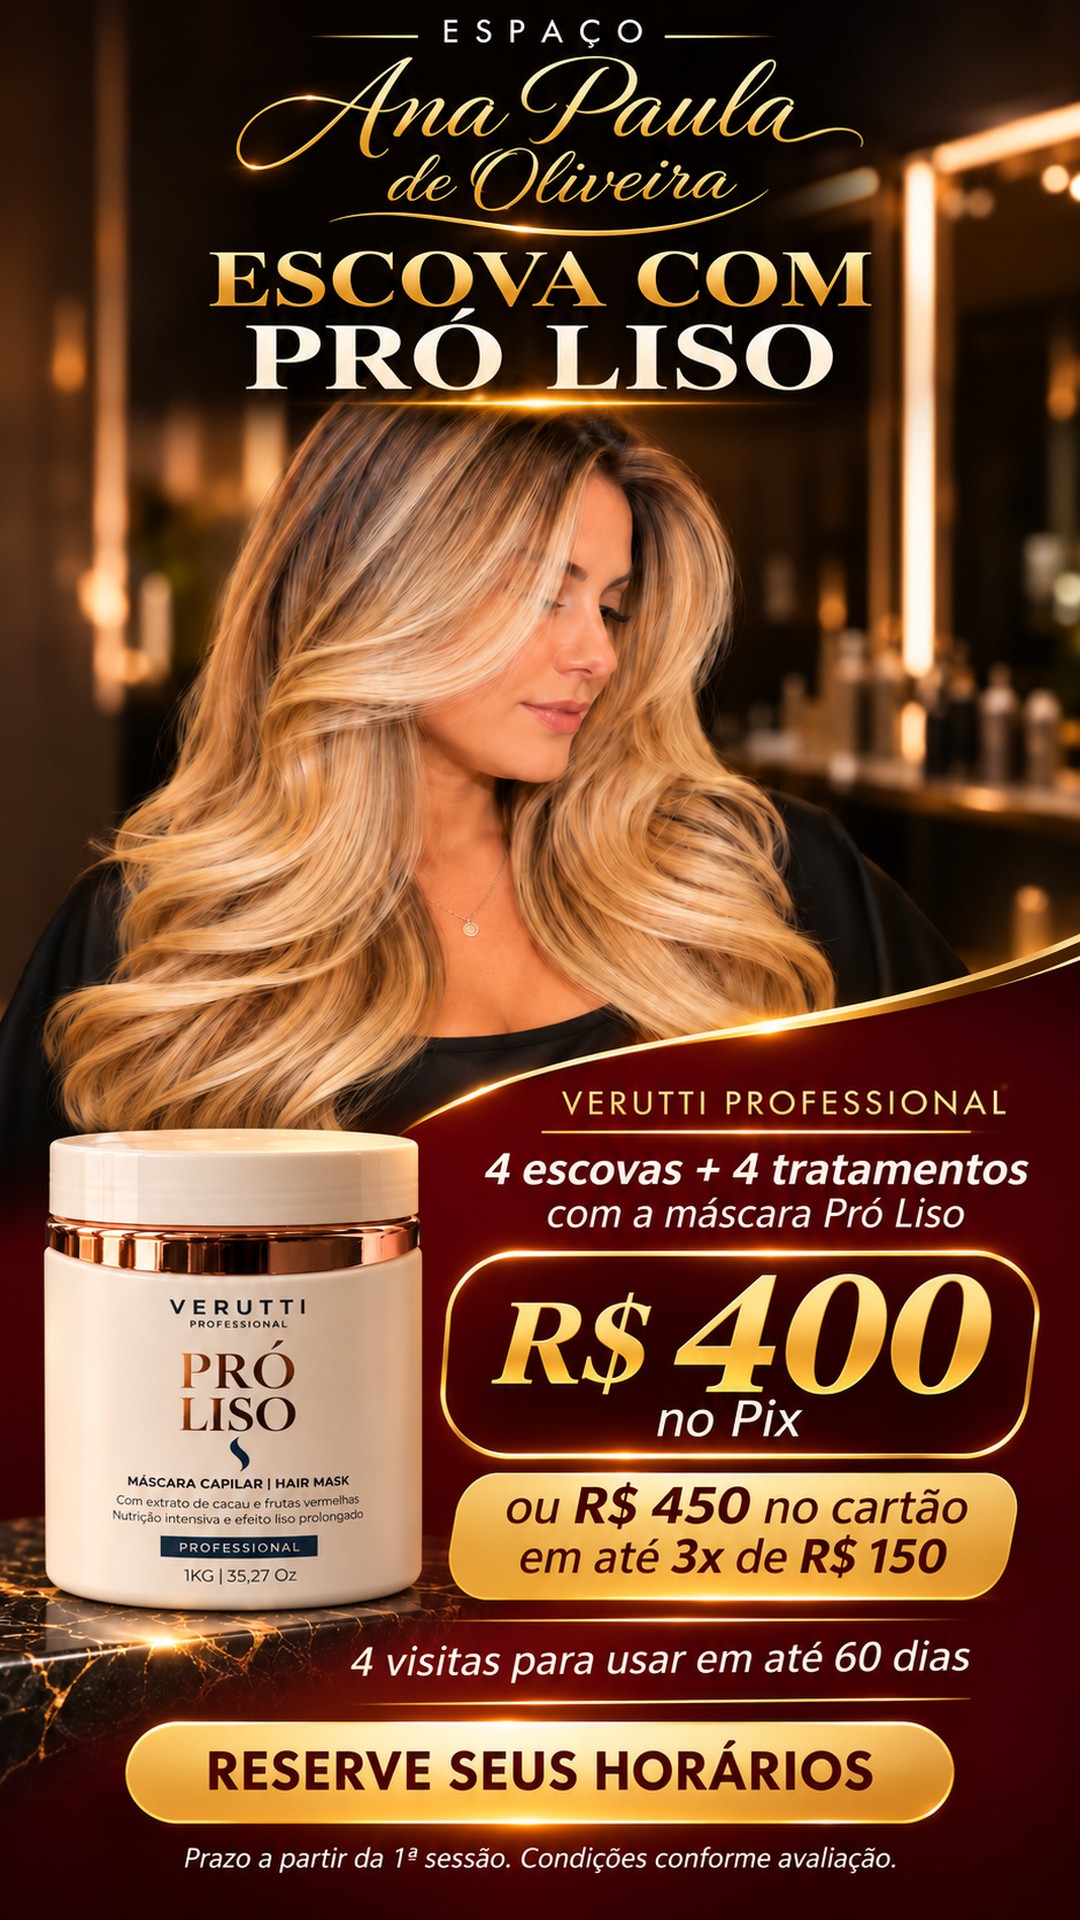 ESPAÇO
Ana Paula
de Oliveira
ESCOVA COM
PRÓ LISO
VERUTTI PROFESSIONAL
4 escovas + 4 tratamentos
com a máscara Pró Liso
R$ 400
no Pix
ou R$ 450 no cartão
em até 3x de R$ 150
VERUTTI
PROFESSIONAL
PRÓ
LISO
MÁSCARA CAPILAR | HAIR MASK
Com extrato de cacau e frutas vermelhas
Nutrição intensiva e efeito liso prolongado
PROFESSIONAL
1KG | 35,27 Oz
4 visitas para usar em até 60 dias
RESERVE SEUS HORÁRIOS
Prazo a partir da 1ª sessão. Condições conforme avaliação.